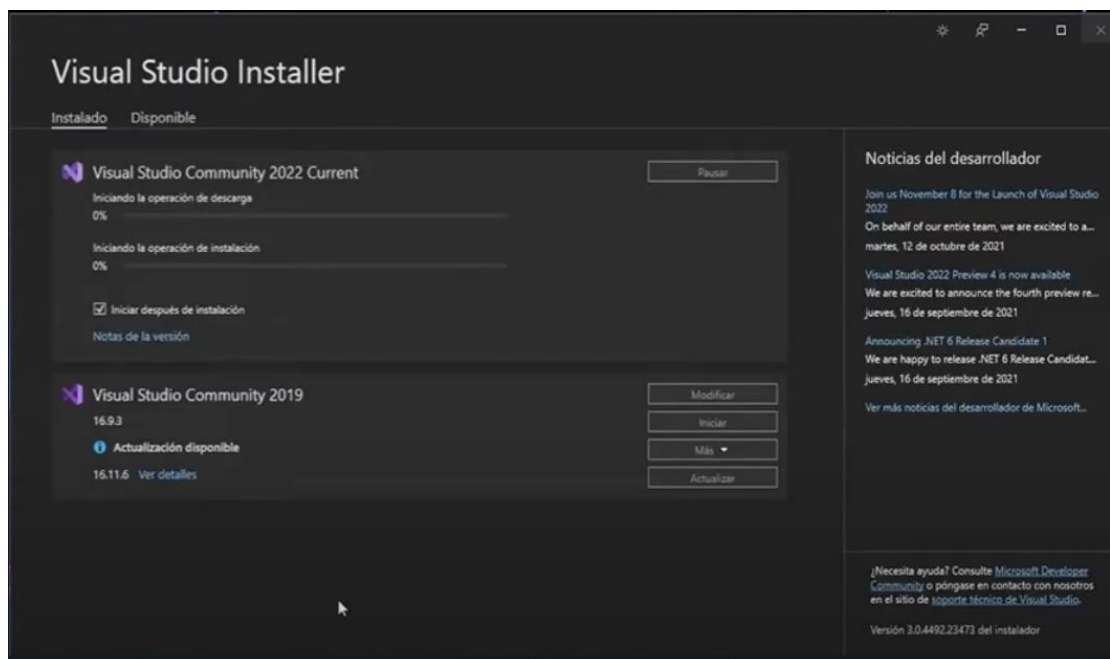 Visual Studio Installer
Instalado Disponible
Visual Studio Community 2022 Current
Pausar
Iniciando la operación de descarga
0%
Iniciando la operación de instalación
0%
Iniciar después de instalación
Notas de la versión
Visual Studio Community 2019
Modificar
16.9.3
Iniciar
Actualización disponible
Más
16.11.6 Ver detalles
Actualizar
Noticias del desarrollador
Join us November 8 for the Launch of Visual Studio
2022
On behalf of our entire team, we are excited to a...
martes, 12 de octubre de 2021
Visual Studio 2022 Preview 4 is now available
We are excited to announce the fourth preview re...
jueves, 16 de septiembre de 2021
Announcing .NET 6 Release Candidate 1
We are happy to release .NET 6 Release Candidat...
jueves, 16 de septiembre de 2021
Ver más noticias del desarrollador de Microsoft...
¿Necesita ayuda? Consulte Microsoft Developer
Community o póngase en contacto con nosotros
en el sitio de soporte técnico de Visual Studio.
Versión 3.0.4492.23473 del instalador